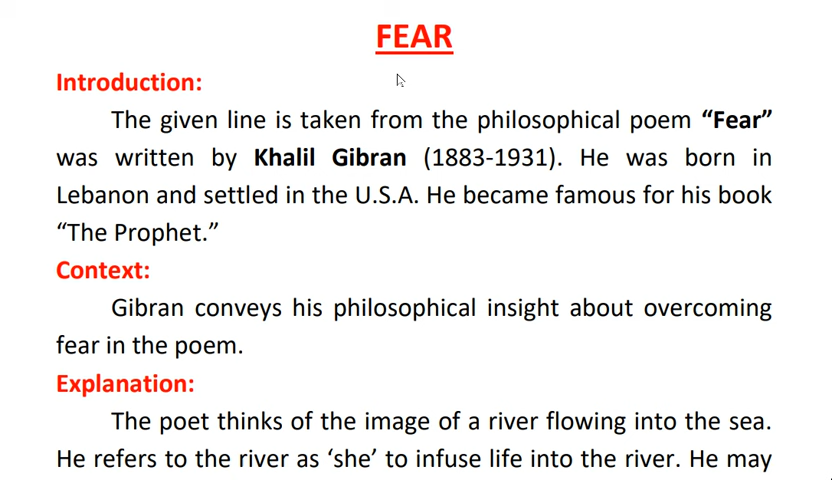 FEAR
Introduction:
The given line is taken from the philosophical poem “Fear”
was written by Khalil Gibran (1883-1931). He was born in
Lebanon and settled in the U.S.A. He became famous for his book
“The Prophet.”
Context:
Gibran conveys his philosophical insight about overcoming
fear in the poem.
Explanation:
The poet thinks of the image of a river flowing into the sea.
He refers to the river as ‘she’ to infuse life into the river. He may